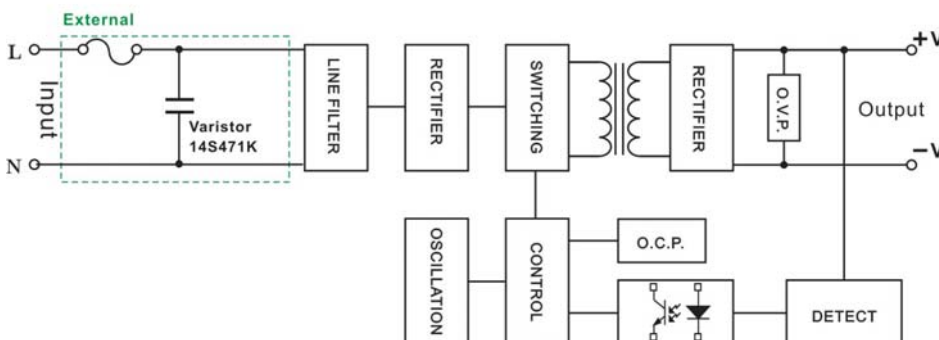 External
L
Input
N
Varistor
14S471K
LINE FILTER
RECTIFIER
SWITCHING
RECTIFIER
O.V.P.
+V
Output
−V
OSCILLATION
CONTROL
O.C.P.
DETECT